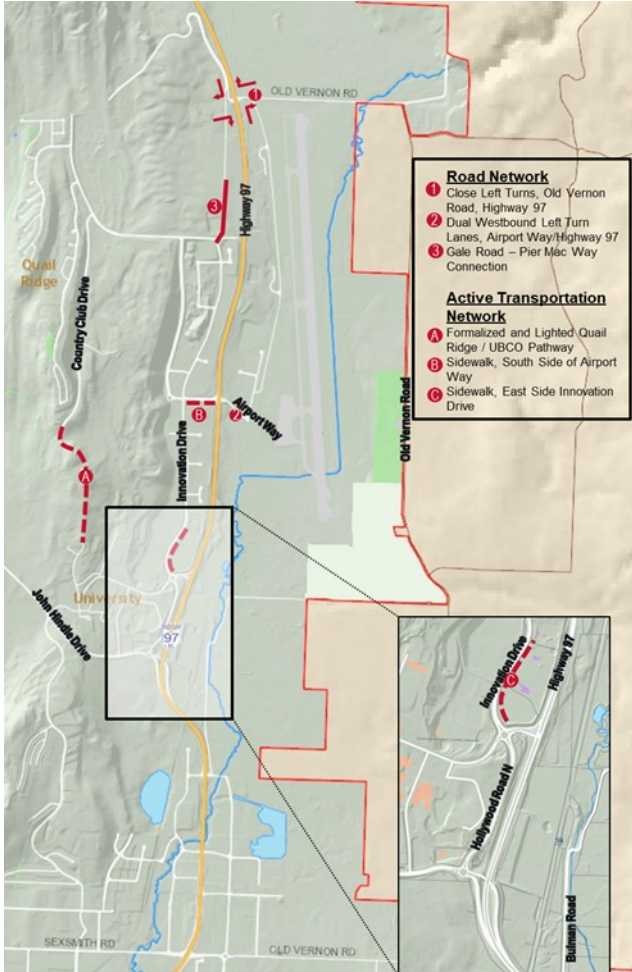 OLD VERNON RD
1
Highway 97
3
Quail
Ridge
Country Club Drive
Road Network
1 Close Left Turns, Old Vernon
Road, Highway 97
2 Dual Westbound Left Turn
Lanes, Airport Way/Highway 97
3 Gale Road – Pier Mac Way
Connection
Active Transportation
Network
A Formalized and Lighted Quail
Ridge / UBCO Pathway
B Sidewalk, South Side of Airport
Way
C Sidewalk, East Side Innovation
Drive
Old Vernon Road
B
2
Airport Way
Innovation Drive
A
University
John Hindle Drive
97
Innovation Drive
C
Highway 97
Hollywood Road N
Bulman Road
SEXSMITH RD
OLD VERNON RD